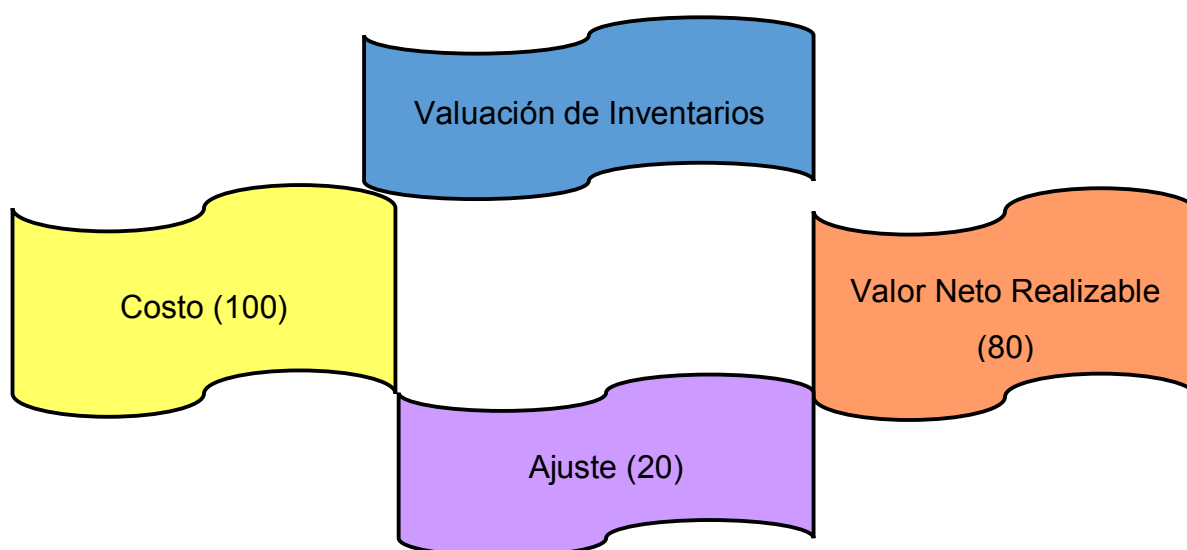 Valuación de Inventarios
Costo (100)
Valor Neto Realizable
(80)
Ajuste (20)